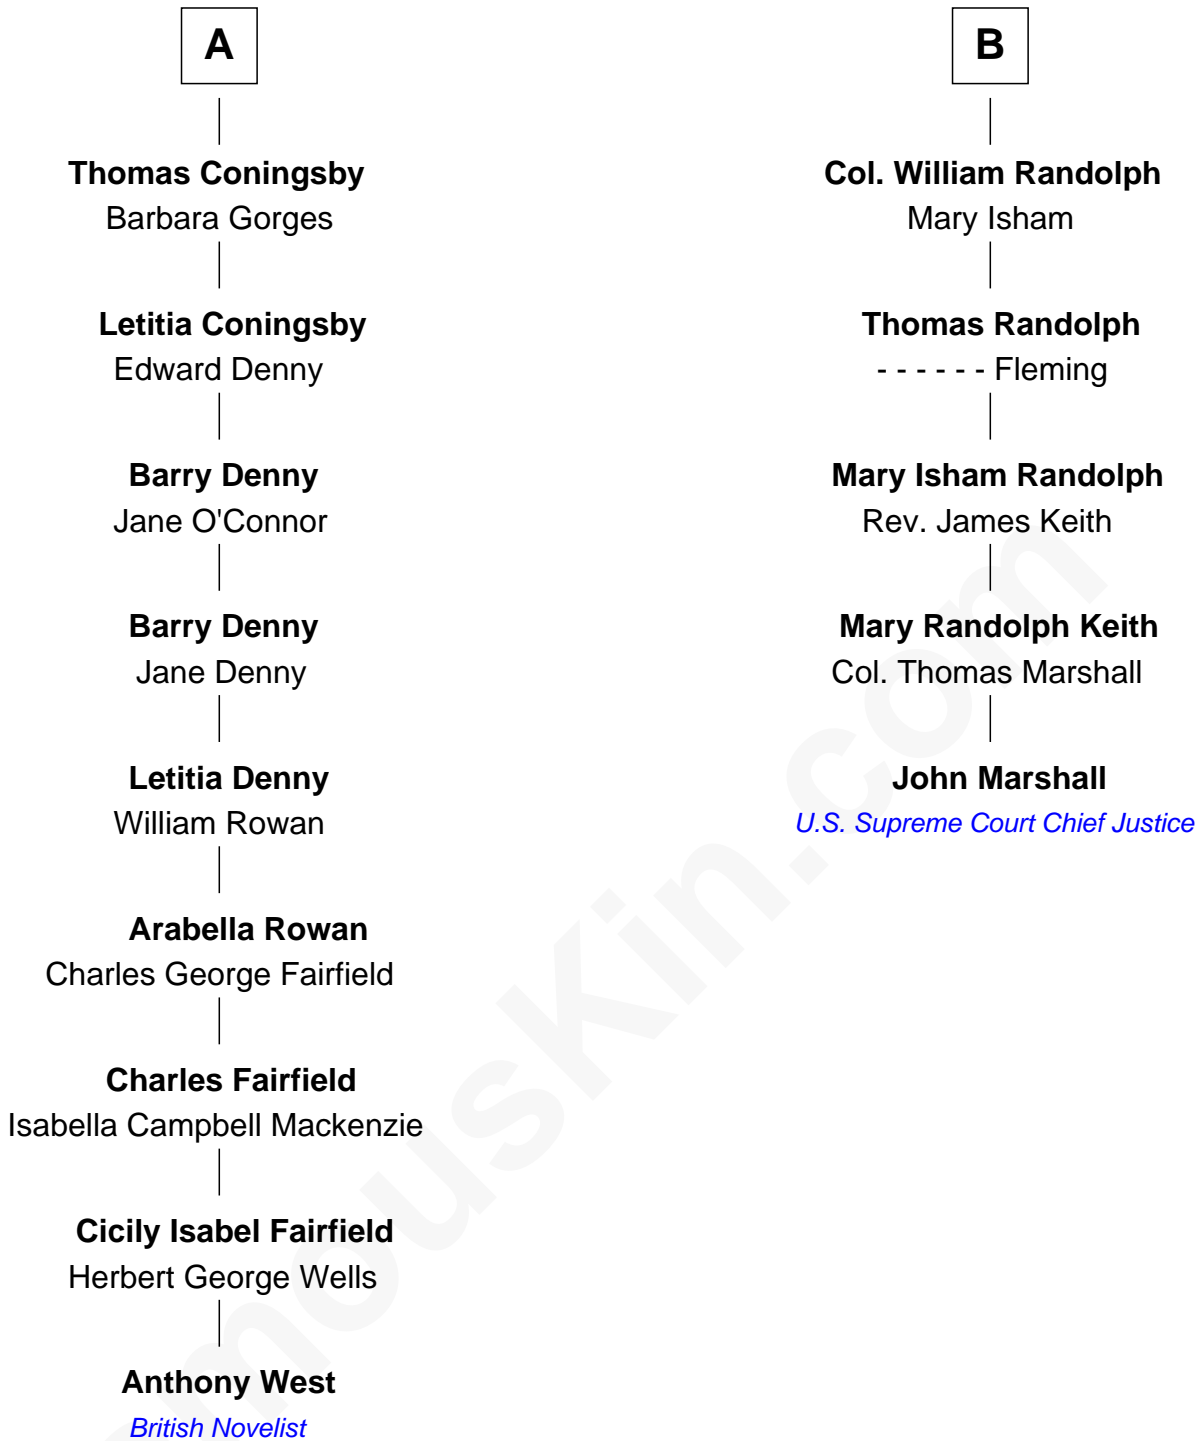 A
Thomas Coningsby
Barbara Gorges
Letitia Coningsby
Edward Denny
Barry Denny
Jane O'Connor
Barry Denny
Jane Denny
Letitia Denny
William Rowan
Arabella Rowan
Charles George Fairfield
Charles Fairfield
Isabella Campbell Mackenzie
Cicily Isabel Fairfield
Herbert George Wells
Anthony West
British Novelist
B
Col. William Randolph
Mary Isham
Thomas Randolph
- - - - - - Fleming
Mary Isham Randolph
Rev. James Keith
Mary Randolph Keith
Col. Thomas Marshall
John Marshall
U.S. Supreme Court Chief Justice
mousKin.com